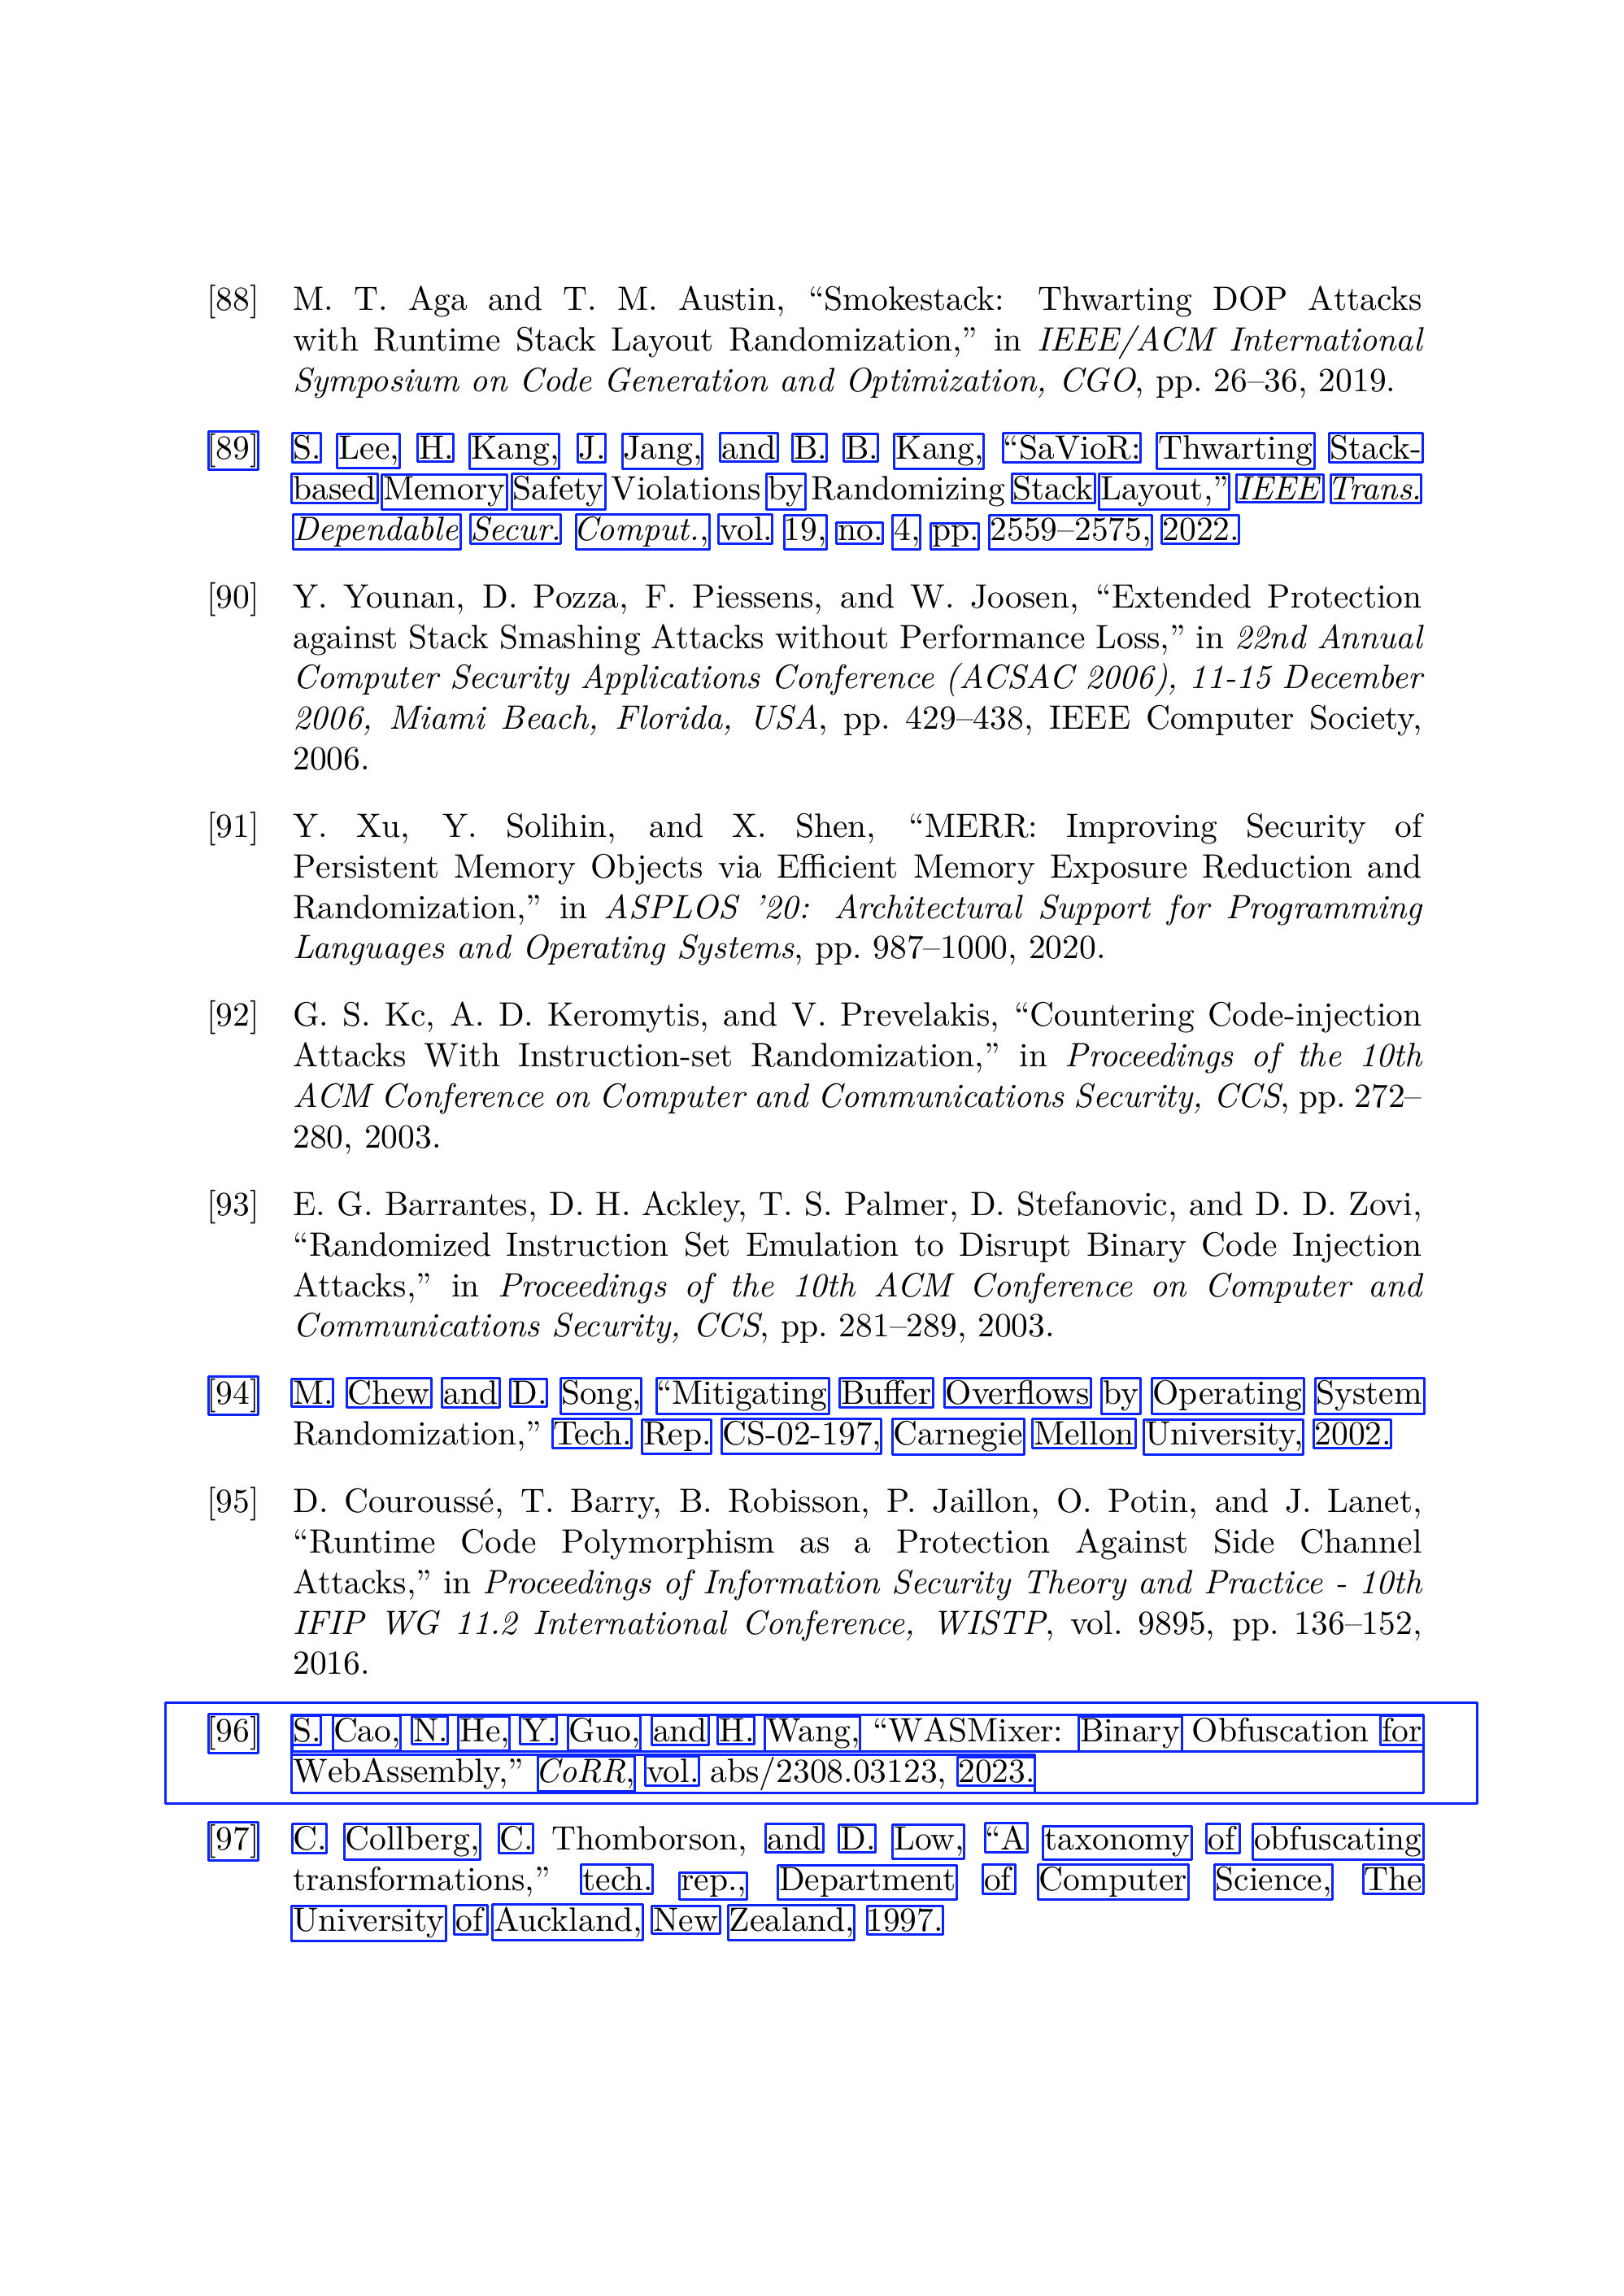 [88] M. T. Aga and T. M. Austin, “Smokestack: Thwarting DOP Attacks
with Runtime Stack Layout Randomization,” in IEEE/ACM International
Symposium on Code Generation and Optimization, CGO, pp. 26–36, 2019.
[89] S. Lee, H. Kang, J. Jang, and B. B. Kang, “SaVioR: Thwarting Stack-
based Memory Safety Violations by Randomizing Stack Layout,” IEEE Trans.
Dependable Secur. Comput., vol. 19, no. 4, pp. 2559–2575, 2022.
[90] Y. Younan, D. Pozza, F. Piessens, and W. Joosen, “Extended Protection
against Stack Smashing Attacks without Performance Loss,” in 22nd Annual
Computer Security Applications Conference (ACSAC 2006), 11-15 December
2006, Miami Beach, Florida, USA, pp. 429–438, IEEE Computer Society,
2006.
[91] Y. Xu, Y. Solihin, and X. Shen, “MERR: Improving Security of
Persistent Memory Objects via Efficient Memory Exposure Reduction and
Randomization,” in ASPLOS ’20: Architectural Support for Programming
Languages and Operating Systems, pp. 987–1000, 2020.
[92] G. S. Kc, A. D. Keromytis, and V. Prevelakis, “Countering Code-injection
Attacks With Instruction-set Randomization,” in Proceedings of the 10th
ACM Conference on Computer and Communications Security, CCS, pp. 272–
280, 2003.
[93] E. G. Barrantes, D. H. Ackley, T. S. Palmer, D. Stefanovic, and D. D. Zovi,
“Randomized Instruction Set Emulation to Disrupt Binary Code Injection
Attacks,” in Proceedings of the 10th ACM Conference on Computer and
Communications Security, CCS, pp. 281–289, 2003.
[94] M. Chew and D. Song, “Mitigating Buffer Overflows by Operating System
Randomization,” Tech. Rep. CS-02-197, Carnegie Mellon University, 2002.
[95] D. Couroussé, T. Barry, B. Robisson, P. Jaillon, O. Potin, and J. Lanet,
“Runtime Code Polymorphism as a Protection Against Side Channel
Attacks,” in Proceedings of Information Security Theory and Practice - 10th
IFIP WG 11.2 International Conference, WISTP, vol. 9895, pp. 136–152,
2016.
[96] S. Cao, N. He, Y. Guo, and H. Wang, “WASMixer: Binary Obfuscation for
WebAssembly,” CoRR, vol. abs/2308.03123, 2023.
[97] C. Collberg, C. Thomborson, and D. Low, “A taxonomy of obfuscating
transformations,” tech. rep., Department of Computer Science, The
University of Auckland, New Zealand, 1997.